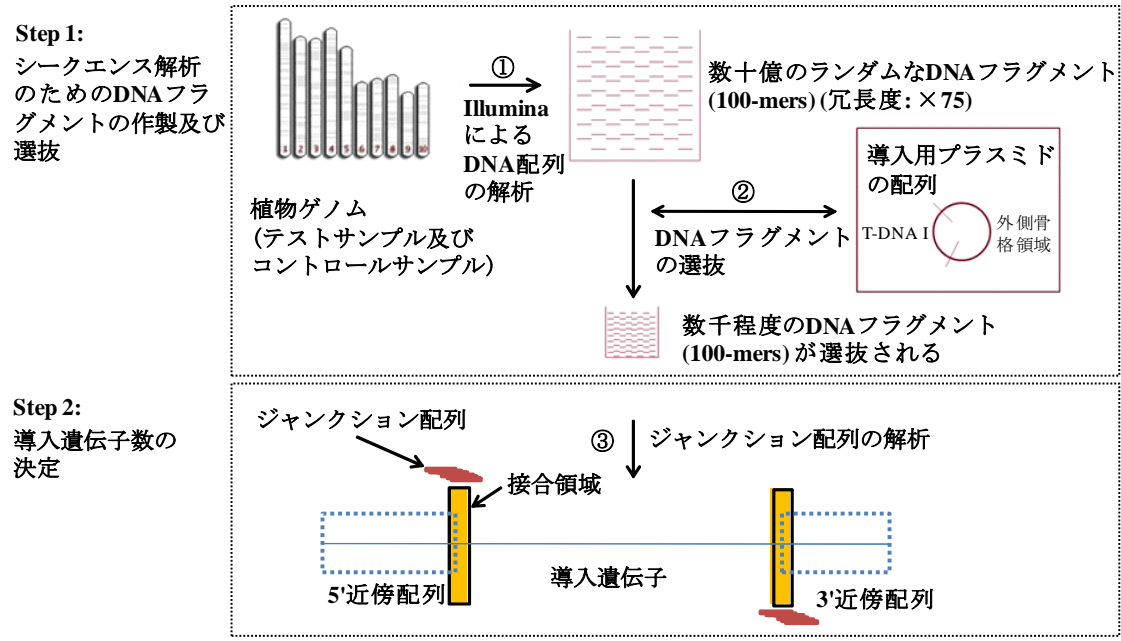 Step 1:
シークエンス解析
のためのDNAフラ
グメントの作製及び
選抜
1 2 3 4 5 6 7 8 9 10
植物ゲノム
(テストサンプル及び
コントロールサンプル)
①
Illumina
による
DNA配列
の解析
数十億のランダムなDNAフラグメント
(100-mers) (冗長度: ×75)
②
DNAフラグメント
の選抜
導入用プラスミド
の配列
T-DNA I
外側骨
格領域
数千程度のDNAフラグメント
(100-mers) が選抜される
Step 2:
導入遺伝子数の
決定
ジャンクション配列
③
ジャンクション配列の解析
接合領域
5'近傍配列
導入遺伝子
3'近傍配列